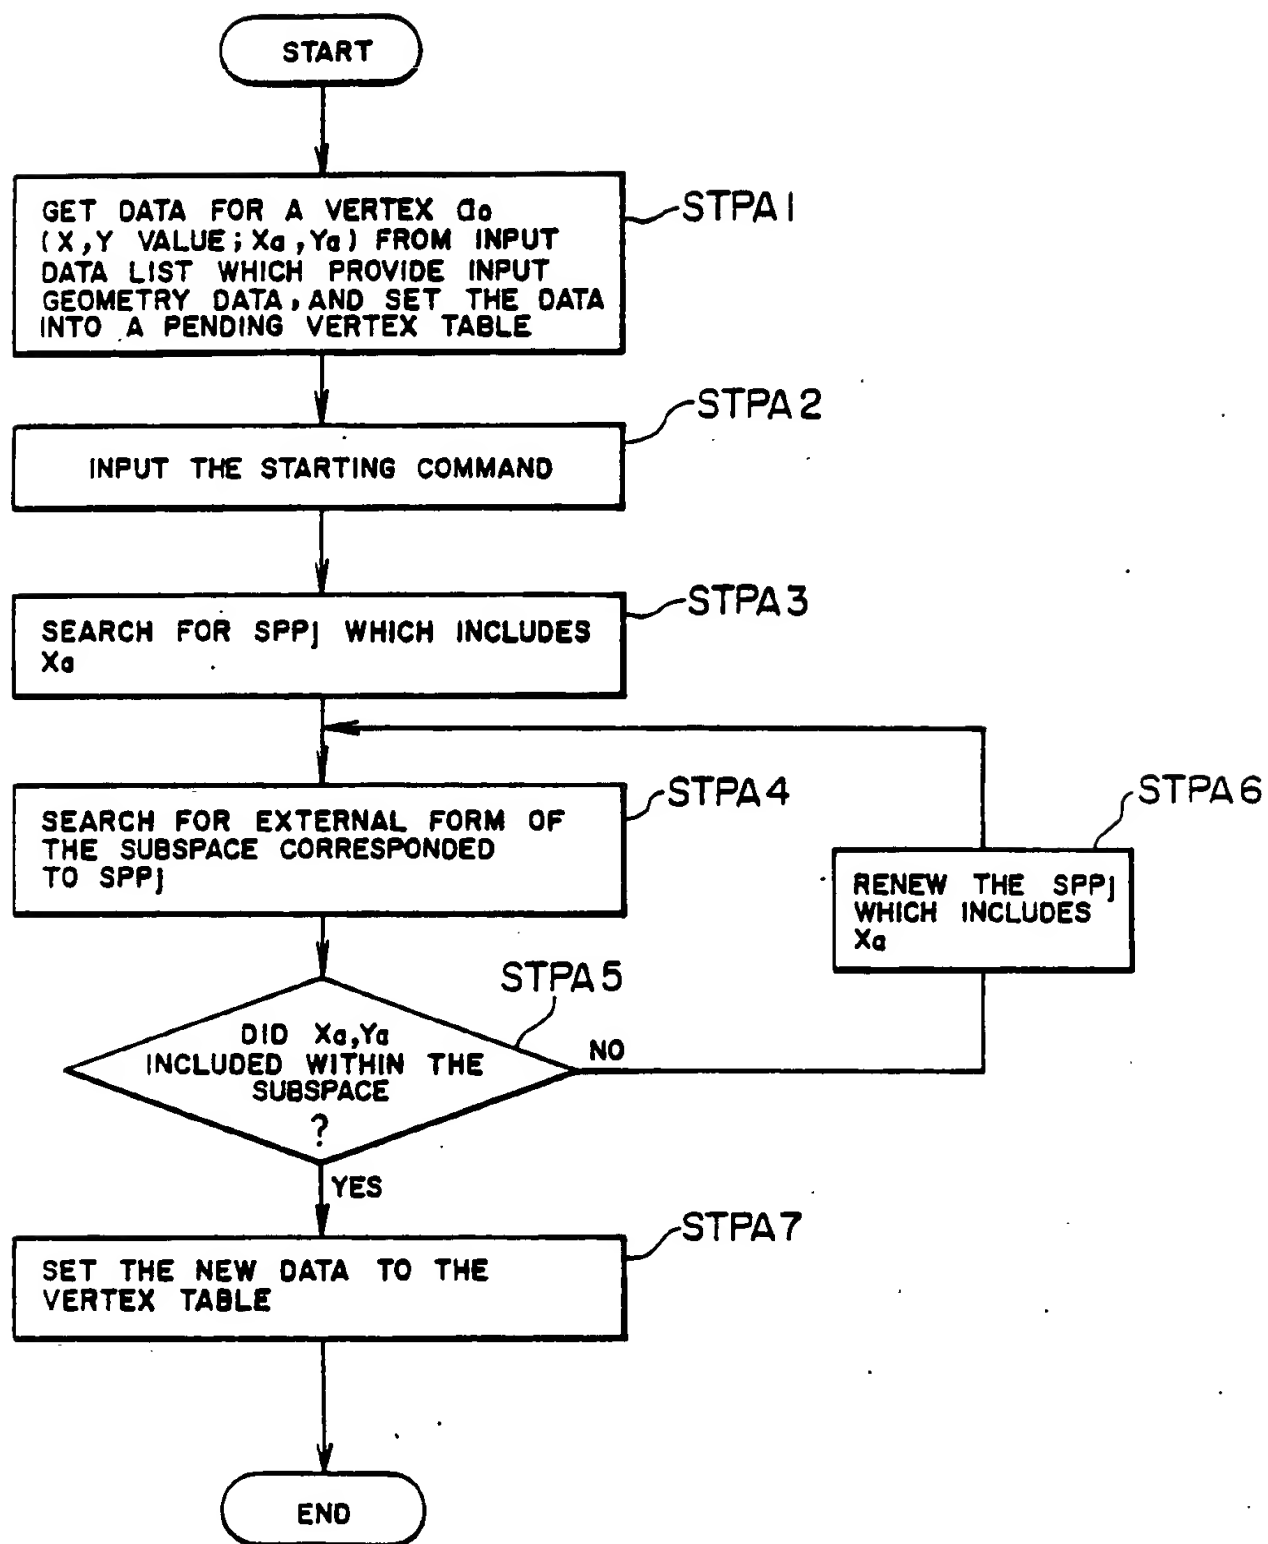 START
GET DATA FOR A VERTEX ao
(X,Y VALUE; Xa,Ya) FROM INPUT
DATA LIST WHICH PROVIDE INPUT
GEOMETRY DATA, AND SET THE DATA
INTO A PENDING VERTEX TABLE
STPA1
INPUT THE STARTING COMMAND
STPA2
SEARCH FOR SPPj WHICH INCLUDES
Xa
STPA3
SEARCH FOR EXTERNAL FORM OF
THE SUBSPACE CORRESPONDED
TO SPPj
STPA4
DID Xa,Ya
INCLUDED WITHIN THE
SUBSPACE
?
STPA5
NO
RENEW THE SPPj
WHICH INCLUDES
Xa
STPA6
YES
SET THE NEW DATA TO THE
VERTEX TABLE
STPA7
END